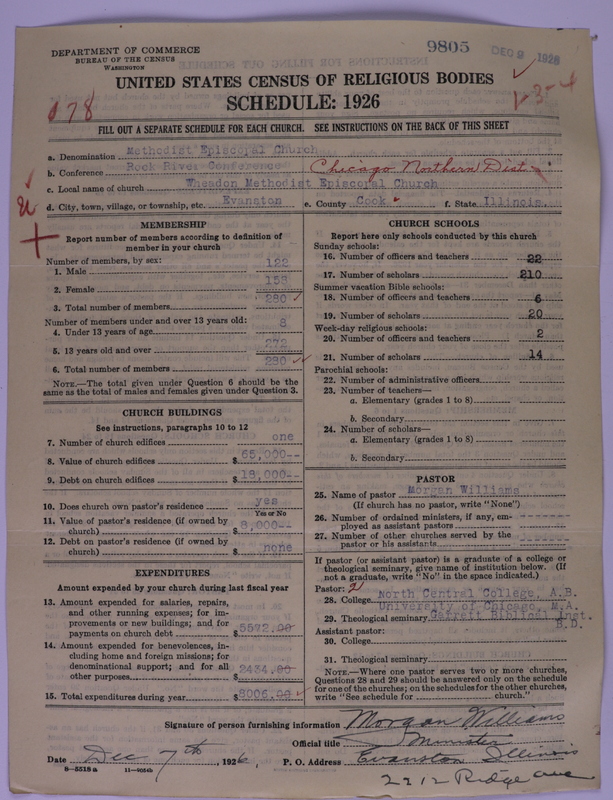 DEPARTMENT OF COMMERCE
BUREAU OF THE CENSUS
WASHINGTON
9805
DEC 9 1926
UNITED STATES CENSUS OF RELIGIOUS BODIES
SCHEDULE: 1926
178
1-3-4
FILL OUT A SEPARATE SCHEDULE FOR EACH CHURCH. SEE INSTRUCTIONS ON THE BACK OF THIS SHEET
a. Denomination Methodist Episcopal Church
b. Conference Rock River Conference Chicago Northern Dist.
c. Local name of church Wheadon Methodist Episcopal Church
d. City, town, village, or township, etc. Evanston e. County Cook f. State Illinois.
MEMBERSHIP
Report number of members according to definition of
member in your church
Number of members, by sex:
1. Male 122
2. Female 158
3. Total number of members 280
Number of members under and over 13 years old:
4. Under 13 years of age 8
5. 13 years old and over 272
6. Total number of members 280
NOTE.—The total given under Question 6 should be the
same as the total of males and females given under Question 3.
CHURCH BUILDINGS
See instructions, paragraphs 10 to 12
7. Number of church edifices one
8. Value of church edifices $65,000--
9. Debt on church edifices $18,000--
10. Does church own pastor's residence yes
Yes or No
11. Value of pastor's residence (if owned by
church) $8,000--
12. Debt on pastor's residence (if owned by
church) $ none
EXPENDITURES
Amount expended by your church during last fiscal year
13. Amount expended for salaries, repairs,
and other running expenses; for im-
provements or new buildings; and for
payments on church debt $5572.00
14. Amount expended for benevolences, in-
cluding home and foreign missions; for
denominational support; and for all
other purposes $2434.00
15. Total expenditures during year $8006.00
CHURCH SCHOOLS
Report here only schools conducted by this church
Sunday schools:
16. Number of officers and teachers 22
17. Number of scholars 210
Summer vacation Bible schools:
18. Number of officers and teachers 6
19. Number of scholars 20
Week-day religious schools:
20. Number of officers and teachers 2
21. Number of scholars 14
Parochial schools:
22. Number of administrative officers
23. Number of teachers—
a. Elementary (grades 1 to 8)
b. Secondary
24. Number of scholars—
a. Elementary (grades 1 to 8)
b. Secondary
PASTOR
25. Name of pastor Morgan Williams
(If church has no pastor, write "None")
26. Number of ordained ministers, if any, em-
ployed as assistant pastors
27. Number of other churches served by the
pastor or his assistants
If pastor (or assistant pastor) is a graduate of a college or
theological seminary, give name of institution below. (If
not a graduate, write "No" in the space indicated.)
Pastor: 2
28. College North Central College, A.B.
University of Chicago, M.A.
29. Theological seminary Garrett Biblical Inst.
B.D.
Assistant pastor:
30. College
31. Theological seminary
NOTE.—Where one pastor serves two or more churches,
Questions 28 and 29 should be answered only on the schedule
for one of the churches; on the schedules for the other churches,
write "See schedule for church."
Signature of person furnishing information Morgan Williams
Official title Minister
Date Dec 7th, 1926 P. O. Address Evanston Illinois
8—5518a 11—9054b
2212 Ridge ave